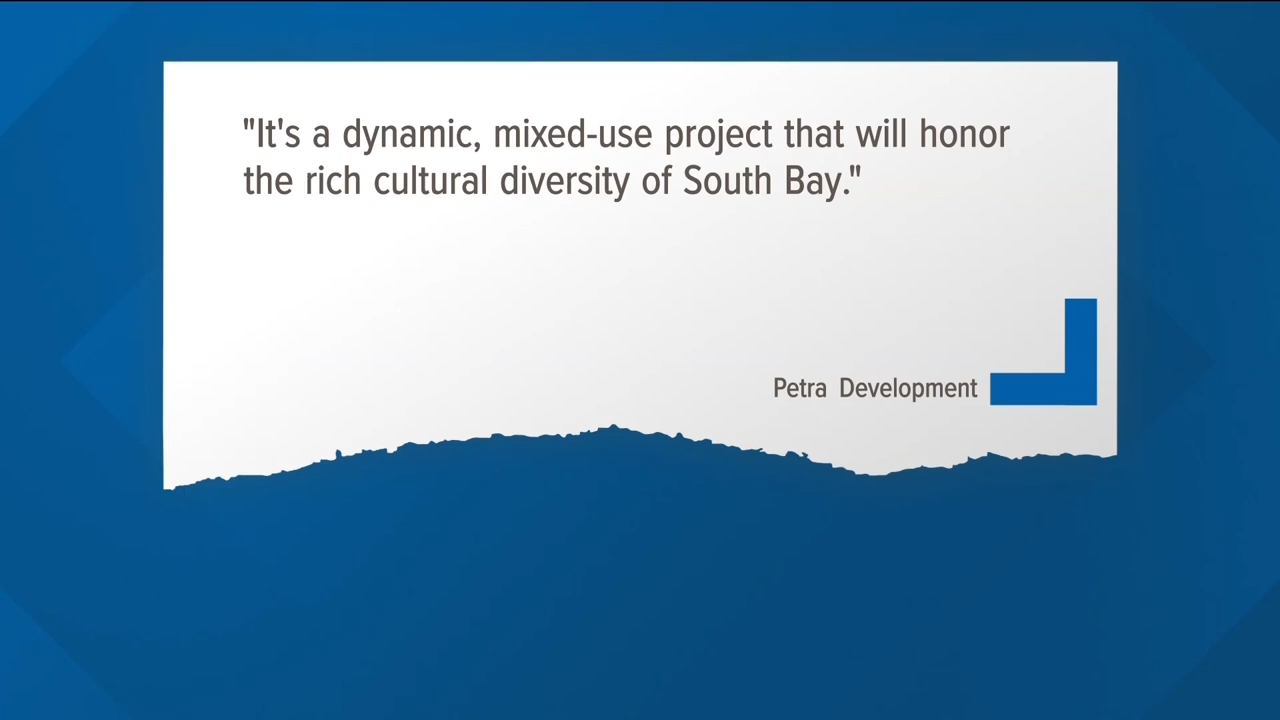 "It's a dynamic, mixed-use project that will honor
the rich cultural diversity of South Bay."
Petra Development